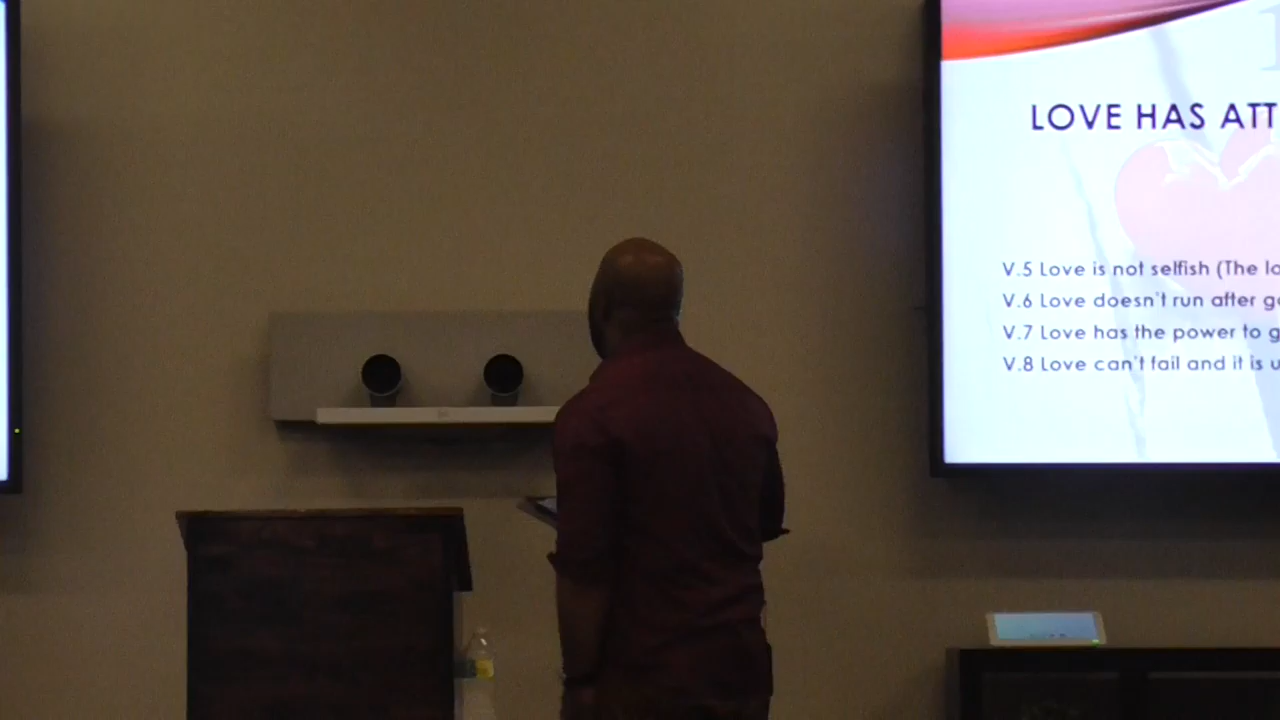 LOVE HAS ATT
V.5 Love is not selfish (The lo
V.6 Love doesn't run after g
V.7 Love has the power to g
V.8 Love can't fail and it is u